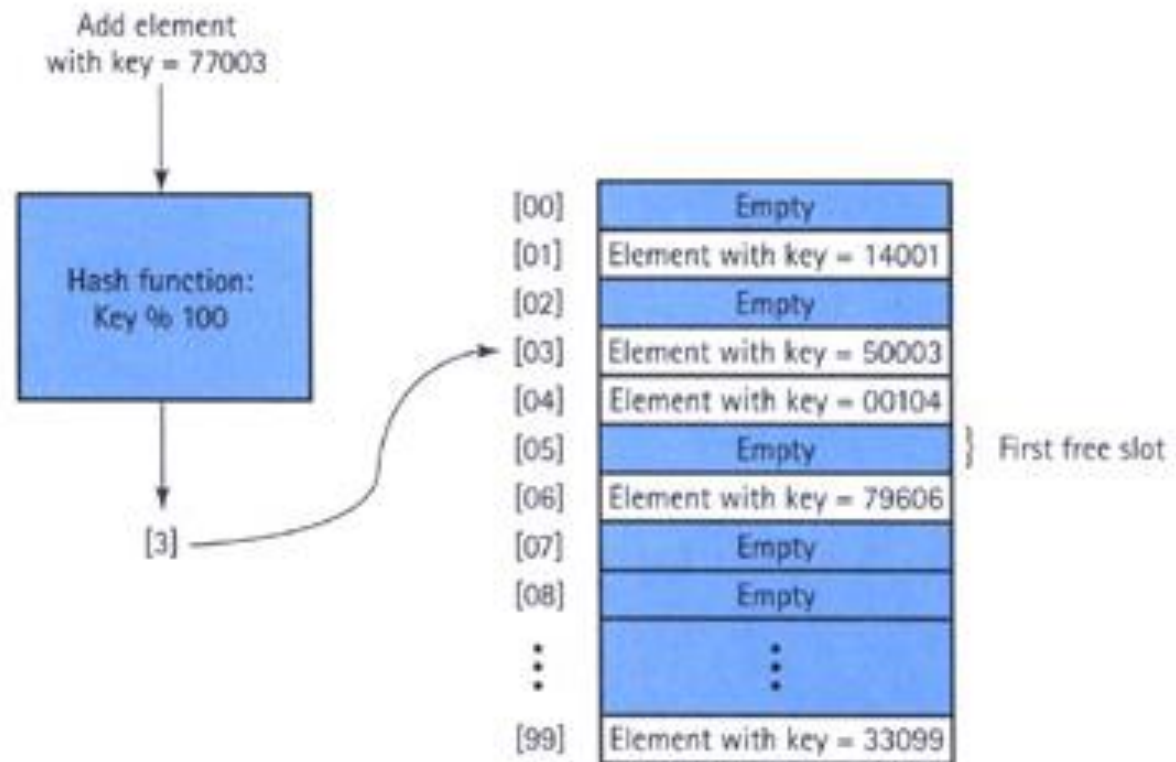 Add element
with key = 77003
Hash function:
Key % 100
[3]
[00] Empty
[01] Element with key = 14001
[02] Empty
[03] Element with key = 50003
[04] Element with key = 00104
[05] Empty First free slot
[06] Element with key = 79606
[07] Empty
[08] Empty
[99] Element with key = 33099